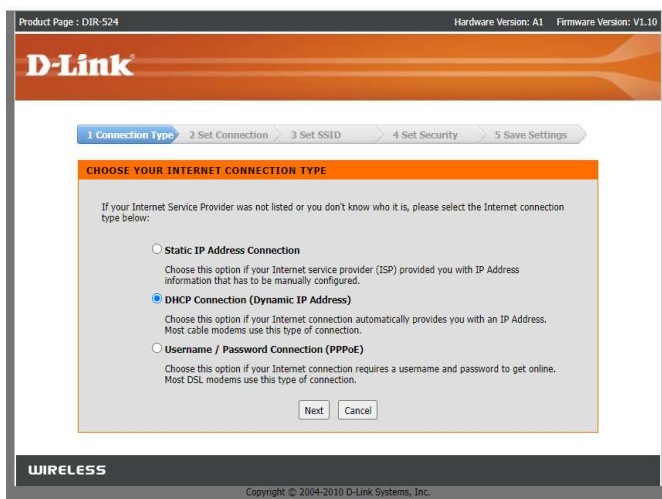 Product Page : DIR-524 Hardware Version: A1 Firmware Version: V1.10
D-Link
1 Connection Type 2 Set Connection 3 Set SSID 4 Set Security 5 Save Settings
CHOOSE YOUR INTERNET CONNECTION TYPE
If your Internet Service Provider was not listed or you don't know who it is, please select the Internet connection
type below:
Static IP Address Connection
Choose this option if your Internet service provider (ISP) provided you with IP Address
information that has to be manually configured.
DHCP Connection (Dynamic IP Address)
Choose this option if your Internet connection automatically provides you with an IP Address.
Most cable modems use this type of connection.
Username / Password Connection (PPPoE)
Choose this option if your Internet connection requires a username and password to get online.
Most DSL modems use this type of connection.
Next Cancel
WIRELESS
Copyright © 2004-2010 D-Link Systems, Inc.